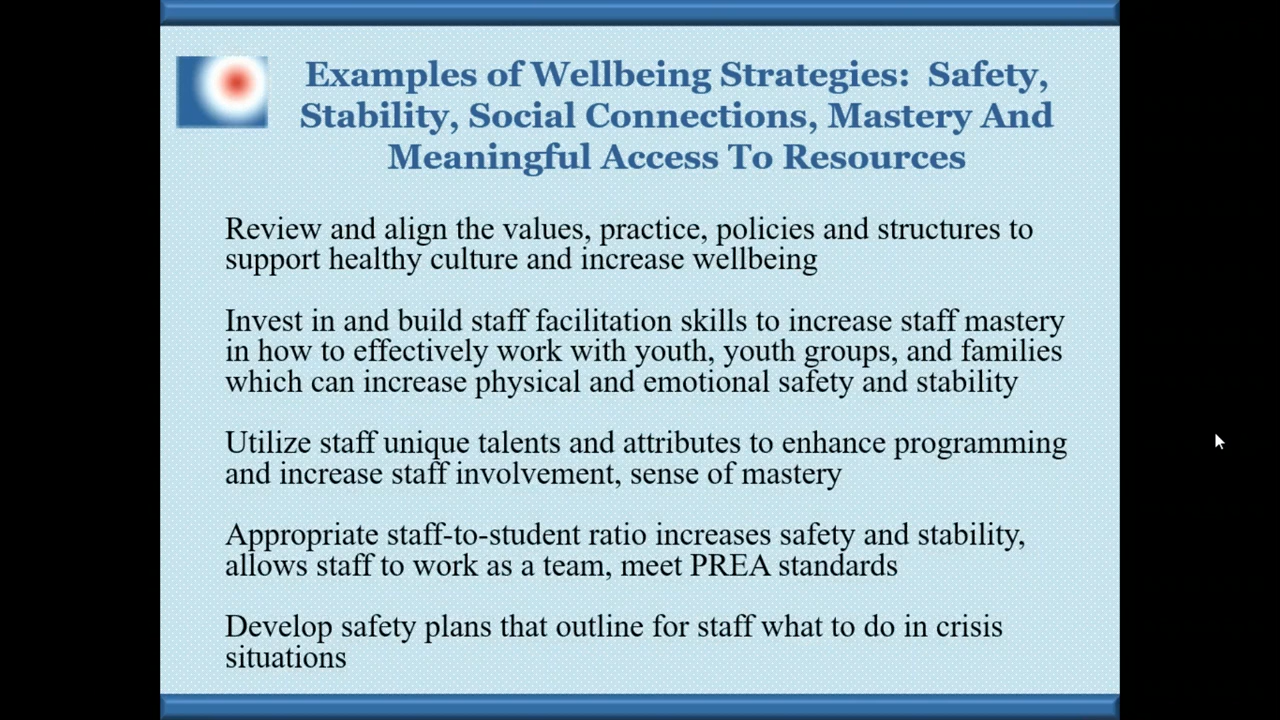 Examples of Wellbeing Strategies:  Safety,
Stability, Social Connections, Mastery And
Meaningful Access To Resources
Review and align the values, practice, policies and structures to
support healthy culture and increase wellbeing
Invest in and build staff facilitation skills to increase staff mastery
in how to effectively work with youth, youth groups, and families
which can increase physical and emotional safety and stability
Utilize staff unique talents and attributes to enhance programming
and increase staff involvement, sense of mastery
Appropriate staff-to-student ratio increases safety and stability,
allows staff to work as a team, meet PREA standards
Develop safety plans that outline for staff what to do in crisis
situations